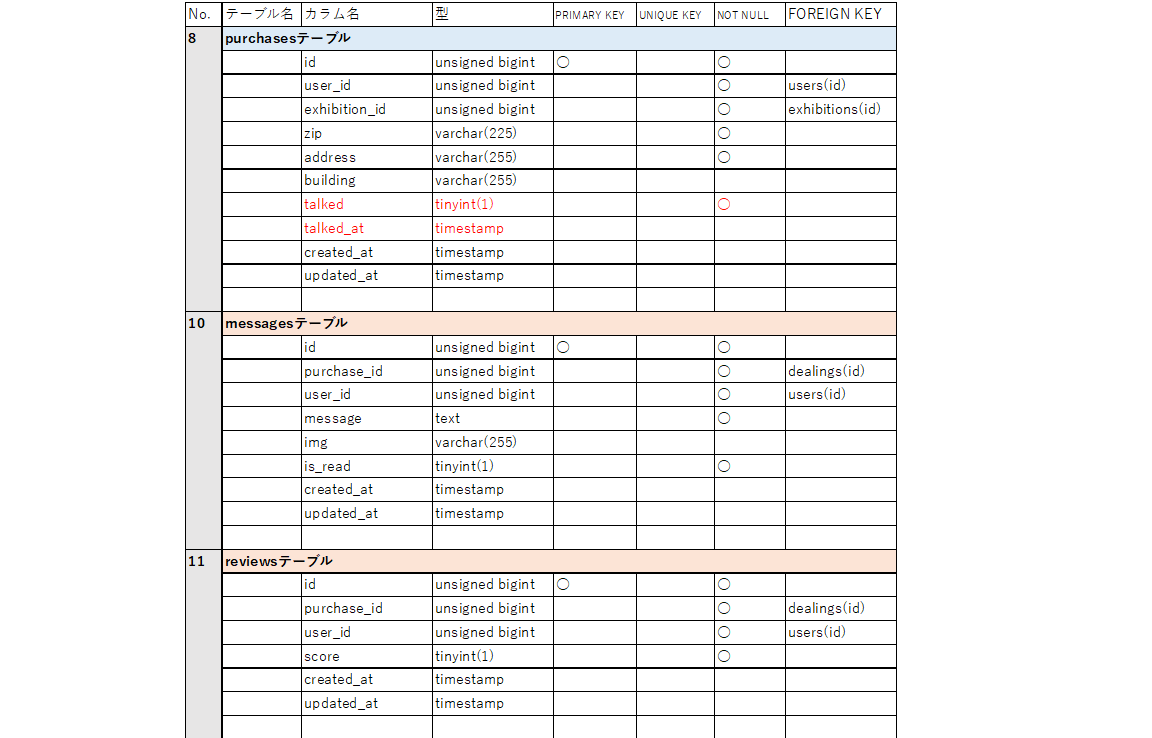 No. テーブル名 カラム名 型 PRIMARY KEY UNIQUE KEY NOT NULL FOREIGN KEY
8 purchasesテーブル
id unsigned bigint ○ ○
user_id unsigned bigint ○ users(id)
exhibition_id unsigned bigint ○ exhibitions(id)
zip varchar(225) ○
address varchar(255) ○
building varchar(255)
talked tinyint(1) ○
talked_at timestamp
created_at timestamp
updated_at timestamp
10 messagesテーブル
id unsigned bigint ○ ○
purchase_id unsigned bigint ○ dealings(id)
user_id unsigned bigint ○ users(id)
message text ○
img varchar(255)
is_read tinyint(1) ○
created_at timestamp
updated_at timestamp
11 reviewsテーブル
id unsigned bigint ○ ○
purchase_id unsigned bigint ○ dealings(id)
user_id unsigned bigint ○ users(id)
score tinyint(1) ○
created_at timestamp
updated_at timestamp